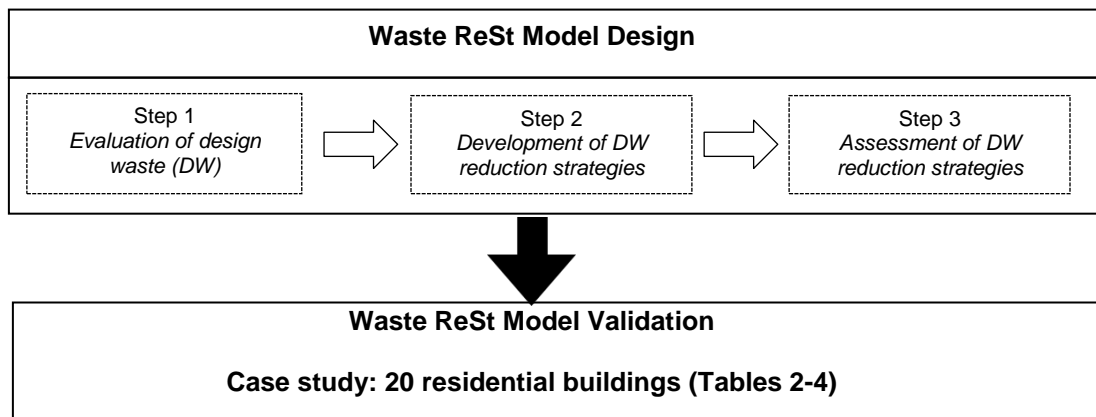 Waste ReSt Model Design
Step 1
Evaluation of design
waste (DW)
Step 2
Development of DW
reduction strategies
Step 3
Assessment of DW
reduction strategies
Waste ReSt Model Validation
Case study: 20 residential buildings (Tables 2-4)